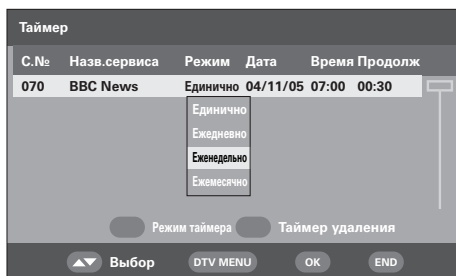 Таймер
С.№ Назв.сервиса Режим Дата Время Продолж
070 BBC News Единично 04/11/05 07:00 00:30
Единично
Ежедневно
Еженедельно
Ежемесячно
Режим таймера Таймер удаления
Выбор DTV MENU OK END